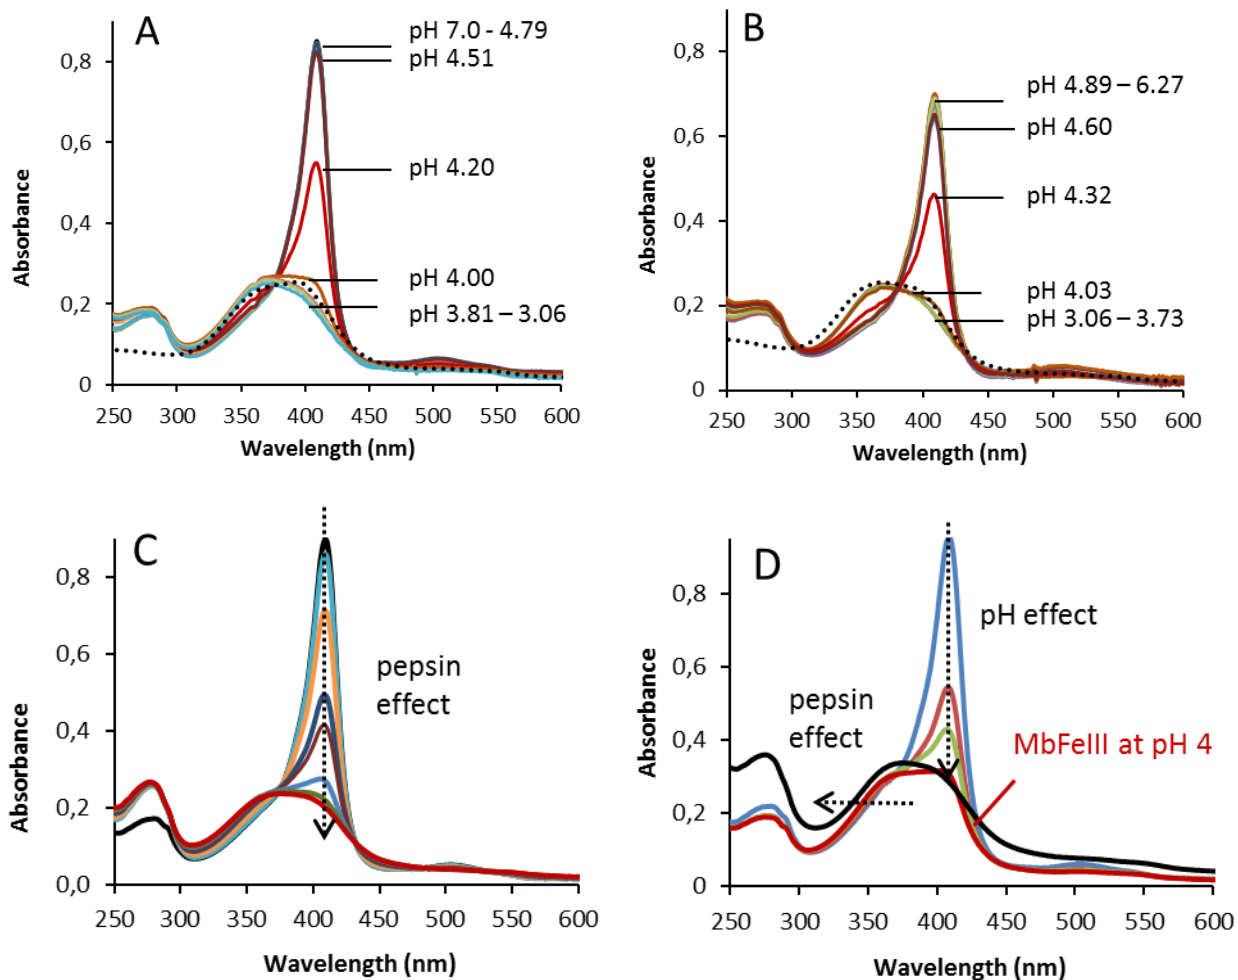 A
pH 7.0 - 4.79
pH 4.51
pH 4.20
pH 4.00
pH 3.81 – 3.06
0,8
0,6
0,4
0,2
0
Absorbance
250 300 350 400 450 500 550 600
Wavelength (nm)
B
pH 4.89 – 6.27
pH 4.60
pH 4.32
pH 4.03
pH 3.06 – 3.73
0,8
0,6
0,4
0,2
0
Absorbance
250 300 350 400 450 500 550 600
Wavelength (nm)
C
pepsin
effect
0,8
0,6
0,4
0,2
0,0
Absorbance
250 300 350 400 450 500 550 600
Wavelength (nm)
D
pH effect
pepsin
effect
MbFeIII at pH 4
0,8
0,6
0,4
0,2
0
Absorbance
250 300 350 400 450 500 550 600
Wavelength (nm)